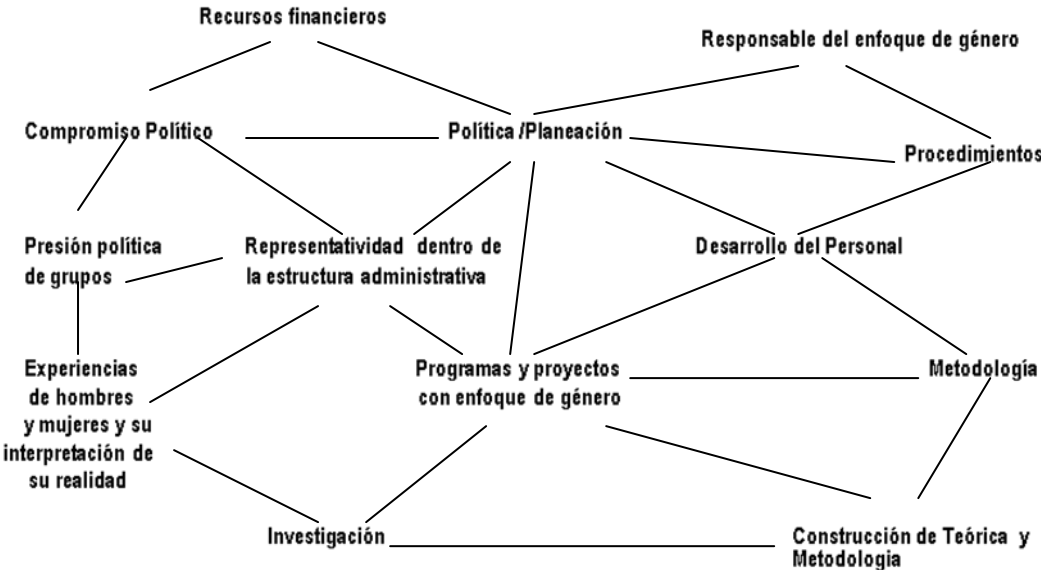 Recursos financieros
Responsable del enfoque de género
Compromiso Político
Política /Planeación
Procedimientos
Presión política
de grupos
Representatividad dentro de
la estructura administrativa
Desarrollo del Personal
Experiencias
de hombres
y mujeres y su
interpretación de
su realidad
Programas y proyectos
con enfoque de género
Metodología
Investigación
Construcción de Teórica y
Metodologia